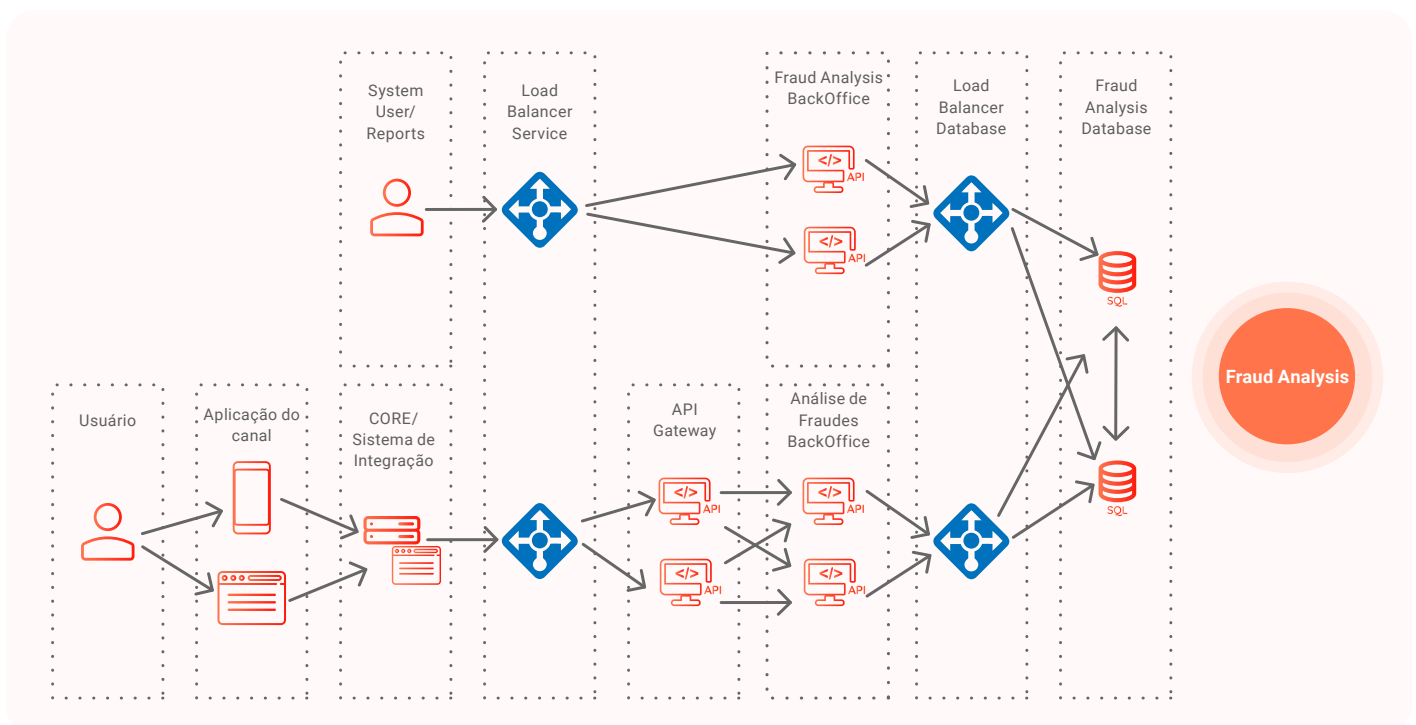 System
User/
Reports
Load
Balancer
Service
Fraud Analysis
BackOffice
Load
Balancer
Database
Fraud
Analysis
Database
API
API
SQL
Fraud Analysis
Usuário
Aplicação do
canal
CORE/
Sistema de
Integração
API
Gateway
Análise de
Fraudes
BackOffice
API
API
SQL
API
API